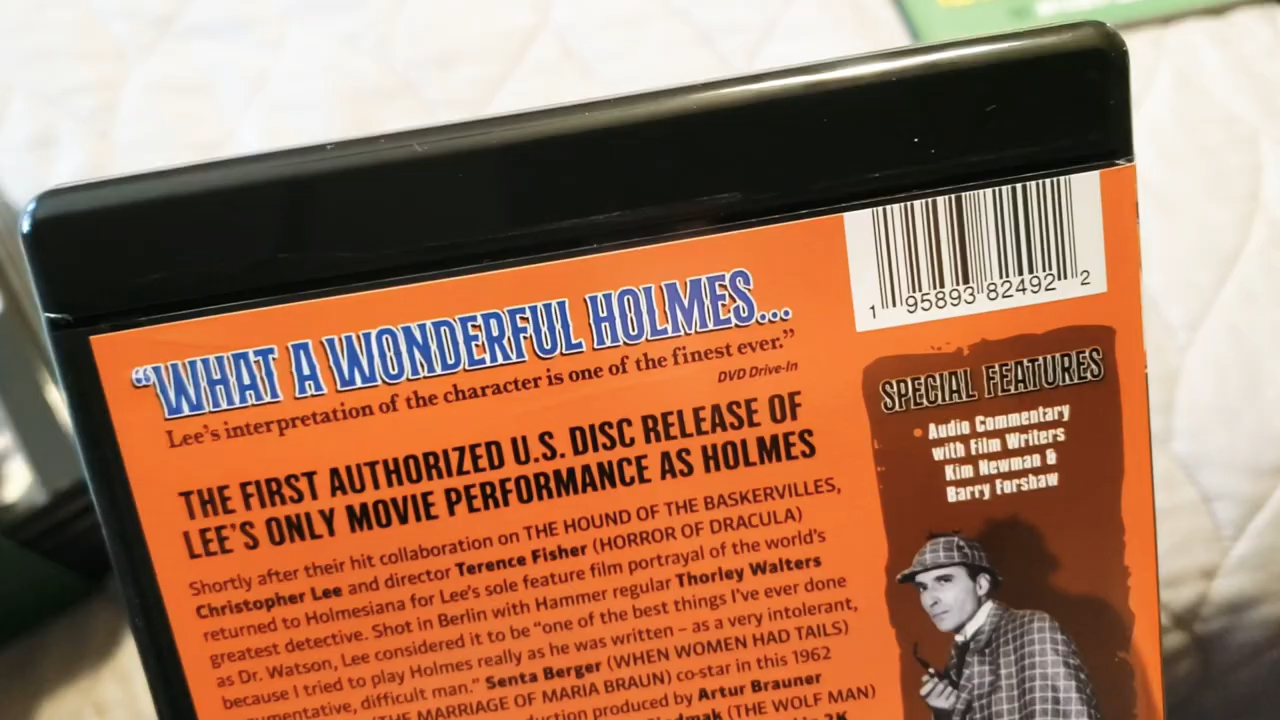 "WHAT A WONDERFUL HOLMES...
Lee's interpretation of the character is one of the finest ever."
DVD Drive-In
THE FIRST AUTHORIZED U.S. DISC RELEASE OF
LEE'S ONLY MOVIE PERFORMANCE AS HOLMES
Shortly after their hit collaboration on THE HOUND OF THE BASKERVILLES,
Christopher Lee and director Terence Fisher (HORROR OF DRACULA)
returned to Holmesiana for Lee's sole feature film portrayal of the world's
greatest detective. Shot in Berlin with Hammer regular Thorley Walters
as Dr. Watson, Lee considered it to be "one of the best things I've ever done
because I tried to play Holmes really as he was written – as a very intolerant,
difficult man." Senta Berger (WHEN WOMEN HAD TAILS)
(THE MARRIAGE OF MARIA BRAUN) co-star in this 1962
produced by Artur Brauner
(THE WOLF MAN)
2K
1 95893 82492 2
SPECIAL FEATURES
• Audio Commentary
with Film Writers
Kim Newman &
Barry Forshaw